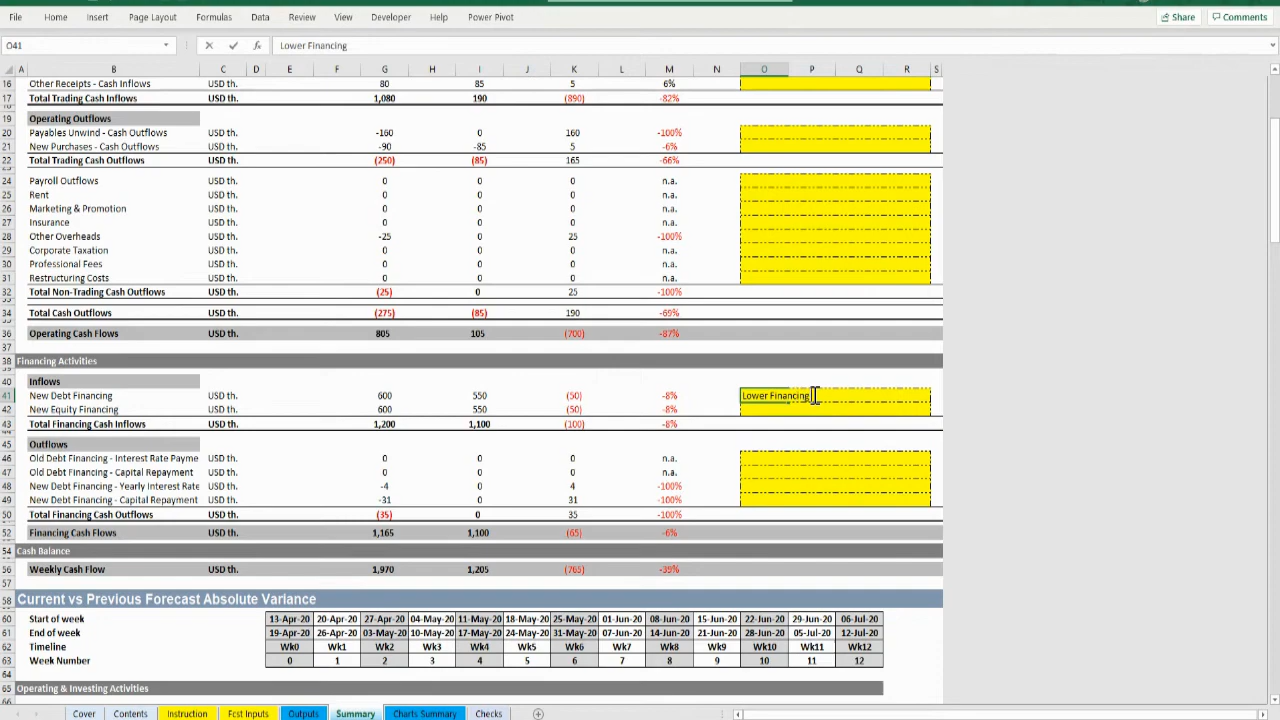 File Home Insert Page Layout Formulas Data Review View Developer Help Power Pivot Share Comments
O41 fx Lower Financing
A B C D E F G H I J K L M N O P Q R S
16 Other Receipts - Cash Inflows USD th. 80 85 5 6%
17 Total Trading Cash Inflows USD th. 1,080 190 (890) -82%
19 Operating Outflows
20 Payables Unwind - Cash Outflows USD th. -160 0 160 -100%
21 New Purchases - Cash Outflows USD th. -90 -85 5 -6%
22 Total Trading Cash Outflows USD th. (250) (85) 165 -66%
24 Payroll Outflows USD th. 0 0 0 n.a.
25 Rent USD th. 0 0 0 n.a.
26 Marketing & Promotion USD th. 0 0 0 n.a.
27 Insurance USD th. 0 0 0 n.a.
28 Other Overheads USD th. -25 0 25 -100%
29 Corporate Taxation USD th. 0 0 0 n.a.
30 Professional Fees USD th. 0 0 0 n.a.
31 Restructuring Costs USD th. 0 0 0 n.a.
32 Total Non-Trading Cash Outflows USD th. (25) 0 25 -100%
34 Total Cash Outflows USD th. (275) (85) 190 -69%
36 Operating Cash Flows USD th. 805 105 (700) -87%
37
38 Financing Activities
40 Inflows
41 New Debt Financing USD th. 600 550 (50) -8% Lower Financing
42 New Equity Financing USD th. 600 550 (50) -8%
43 Total Financing Cash Inflows USD th. 1,200 1,100 (100) -8%
45 Outflows
46 Old Debt Financing - Interest Rate Payme USD th. 0 0 0 n.a.
47 Old Debt Financing - Capital Repayment USD th. 0 0 0 n.a.
48 New Debt Financing - Yearly Interest Rate USD th. -4 0 4 -100%
49 New Debt Financing - Capital Repayment USD th. -31 0 31 -100%
50 Total Financing Cash Outflows USD th. (35) 0 35 -100%
52 Financing Cash Flows USD th. 1,165 1,100 (65) -6%
54 Cash Balance
56 Weekly Cash Flow USD th. 1,970 1,205 (765) -39%
57
58 Current vs Previous Forecast Absolute Variance
60 Start of week 13-Apr-20 20-Apr-20 27-Apr-20 04-May-20 11-May-20 18-May-20 25-May-20 01-Jun-20 08-Jun-20 15-Jun-20 22-Jun-20 29-Jun-20 06-Jul-20
61 End of week 19-Apr-20 26-Apr-20 03-May-20 10-May-20 17-May-20 24-May-20 31-May-20 07-Jun-20 14-Jun-20 21-Jun-20 28-Jun-20 05-Jul-20 12-Jul-20
62 Timeline Wk0 Wk1 Wk2 Wk3 Wk4 Wk5 Wk6 Wk7 Wk8 Wk9 Wk10 Wk11 Wk12
63 Week Number 0 1 2 3 4 5 6 7 8 9 10 11 12
64
65 Operating & Investing Activities
Cover Contents Instruction Fcst Inputs Outputs Summary Charts Summary Checks